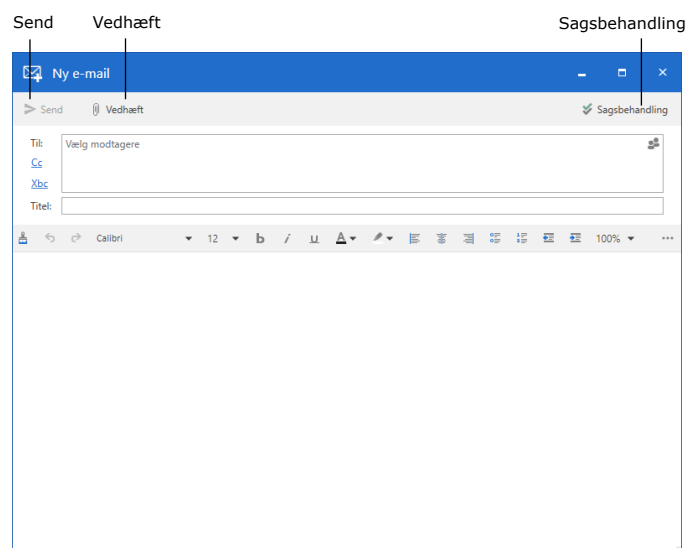 Send Vedhæft Sagsbehandling
Ny e-mail
Send Vedhæft Sagsbehandling
Til: Vælg modtagere
Cc
Xbc
Titel:
Calibri 12 b i u A 100%